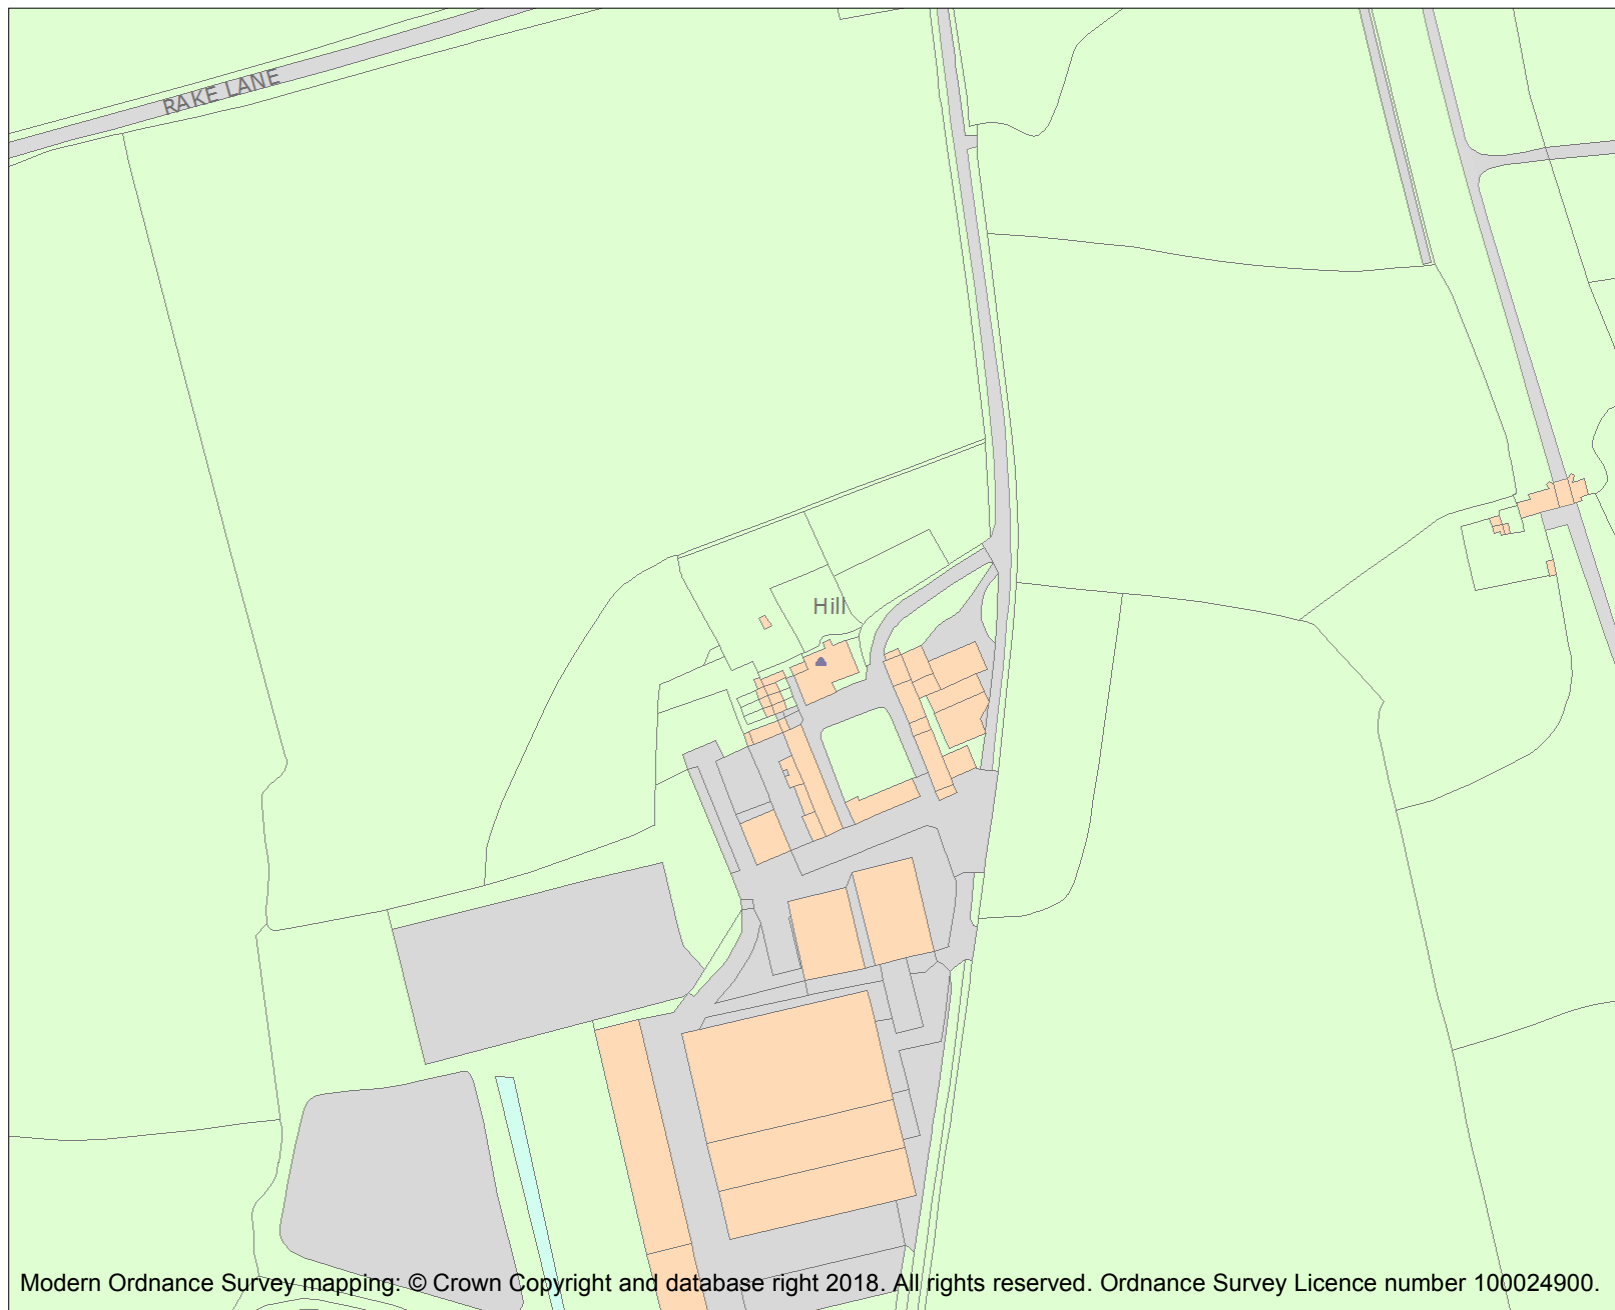 RAKE LANE
Hill
Modern Ordnance Survey mapping: © Crown Copyright and database right 2018. All rights reserved. Ordnance Survey Licence number 100024900.